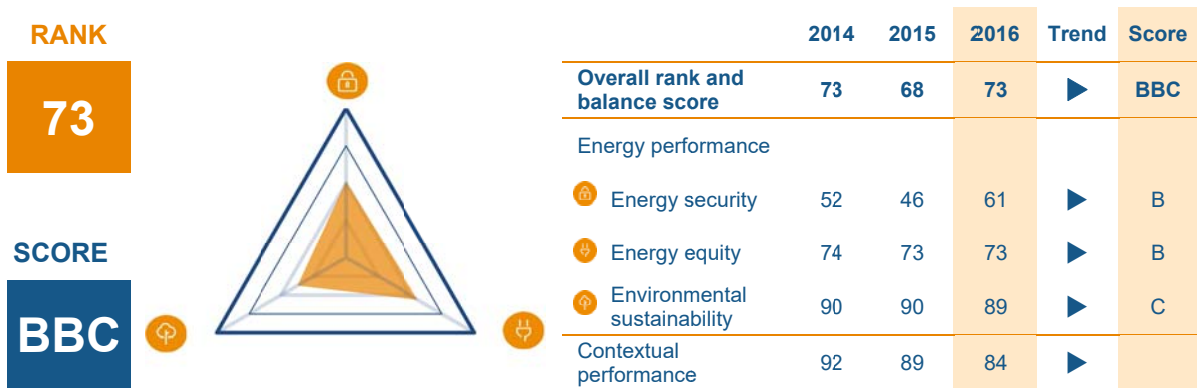 RANK
73
SCORE
BBC
2014 2015 2016 Trend Score
Overall rank and
balance score 73 68 73 BBC
Energy performance
Energy security 52 46 61 B
Energy equity 74 73 73 B
Environmental
sustainability 90 90 89 C
Contextual
performance 92 89 84